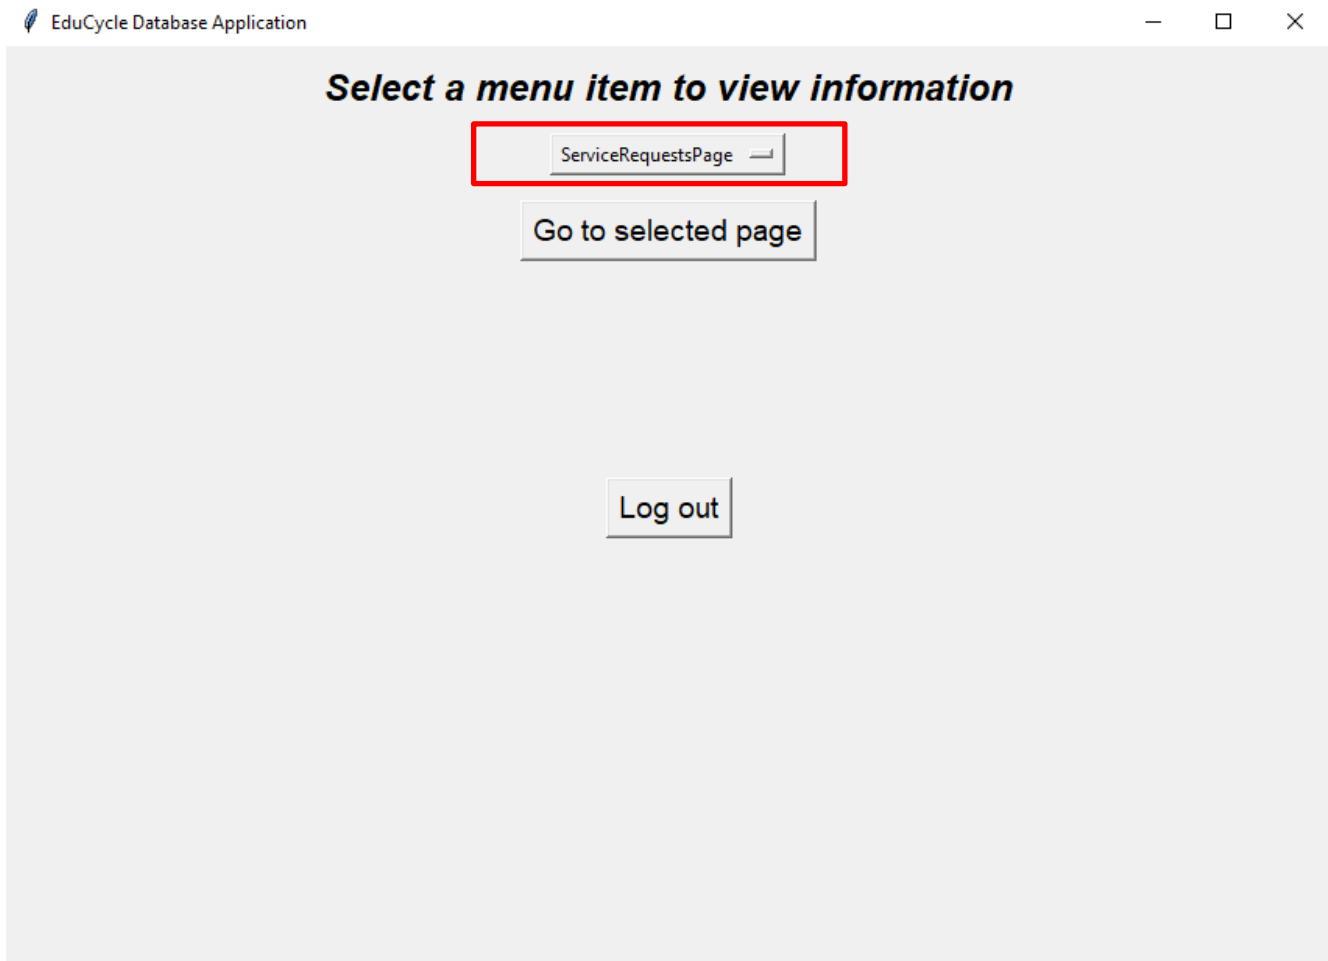 EduCycle Database Application
Select a menu item to view information
ServiceRequestsPage
Go to selected page
Log out